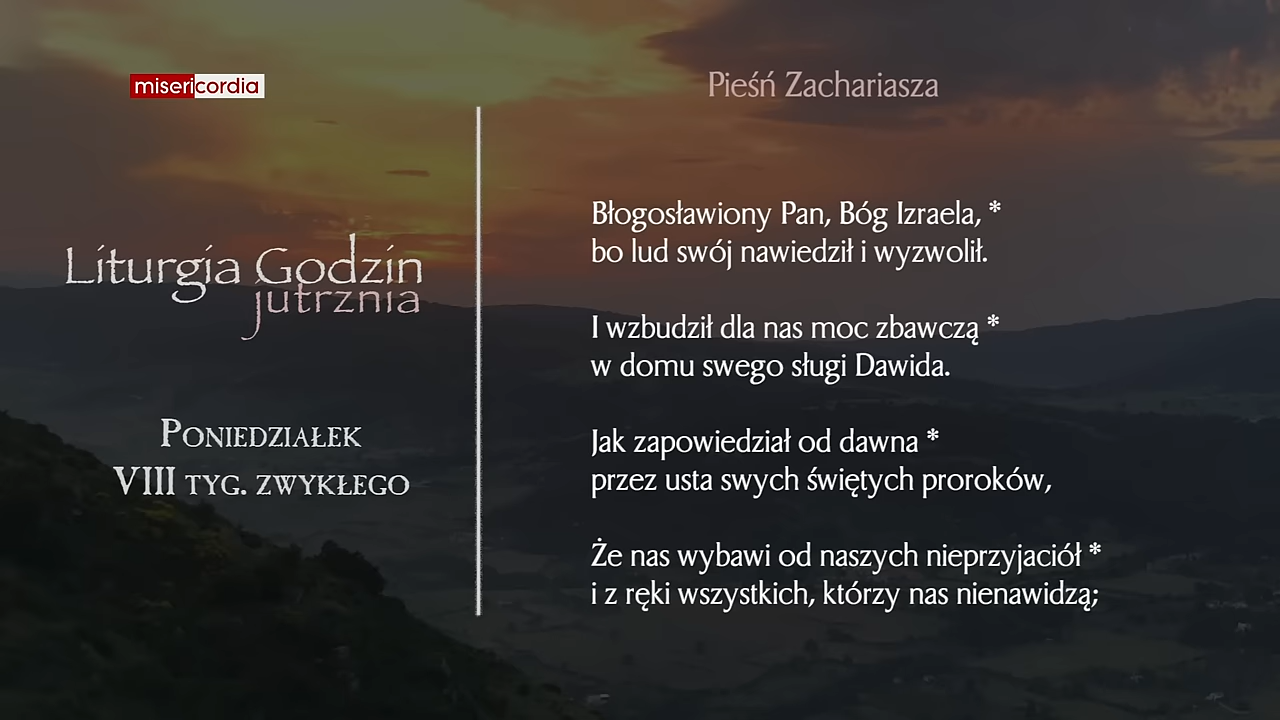 misericordia
Liturgia Godzin
jutrznia
Poniedziałek
VIII tyg. zwykłego
Pieśń Zachariasza
Błogosławiony Pan, Bóg Izraela, *
bo lud swój nawiedził i wyzwolił.
I wzbudził dla nas moc zbawczą *
w domu swego sługi Dawida.
Jak zapowiedział od dawna *
przez usta swych świętych proroków,
Że nas wybawi od naszych nieprzyjaciół *
i z ręki wszystkich, którzy nas nienawidzą;